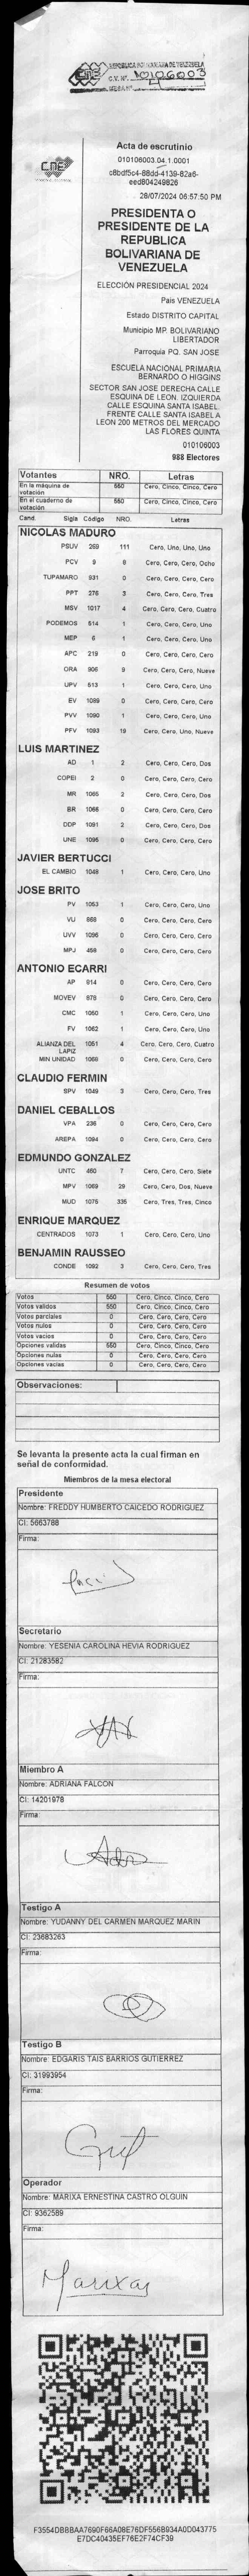 REPUBLICA BOLIVARIANA DE VENEZUELA
CNE
C.V. Nº. 010106003
MESA Nº.
CNE
Acta de escrutinio
010106003.04.1.0001
c8bdf5c4-88dd-4139-82a6-
eed804249826
28/07/2024 06:57:50 PM
PRESIDENTA O
PRESIDENTE DE LA
REPUBLICA
BOLIVARIANA DE
VENEZUELA
ELECCIÓN PRESIDENCIAL 2024
Pais VENEZUELA
Estado DISTRITO CAPITAL
Municipio MP. BOLIVARIANO
LIBERTADOR
Parroquia PQ. SAN JOSE
ESCUELA NACIONAL PRIMARIA
BERNARDO O HIGGINS
SECTOR SAN JOSE DERECHA CALLE
ESQUINA DE LEON. IZQUIERDA
CALLE ESQUINA SANTA ISABEL.
FRENTE CALLE SANTA ISABEL A
LEON 200 METROS DEL MERCADO
LAS FLORES QUINTA
010106003
988 Electores
Votantes NRO. Letras
En la máquina de votación 550 Cero, Cinco, Cinco, Cero
En el cuaderno de votación 550 Cero, Cinco, Cinco, Cero
Cand. Sigla Código NRO. Letras
NICOLAS MADURO
PSUV 269 111 Cero, Uno, Uno, Uno
PCV 9 8 Cero, Cero, Cero, Ocho
TUPAMARO 931 0 Cero, Cero, Cero, Cero
PPT 275 3 Cero, Cero, Cero, Tres
MSV 1017 4 Cero, Cero, Cero, Cuatro
PODEMOS 514 1 Cero, Cero, Cero, Uno
MEP 6 1 Cero, Cero, Cero, Uno
APC 219 0 Cero, Cero, Cero, Cero
ORA 906 9 Cero, Cero, Cero, Nueve
UPV 513 1 Cero, Cero, Cero, Uno
EV 1089 0 Cero, Cero, Cero, Cero
PVV 1090 1 Cero, Cero, Cero, Uno
PFV 1093 19 Cero, Cero, Uno, Nueve
LUIS MARTINEZ
AD 1 2 Cero, Cero, Cero, Dos
COPEI 2 0 Cero, Cero, Cero, Cero
MR 1065 2 Cero, Cero, Cero, Dos
BR 1066 0 Cero, Cero, Cero, Cero
DDP 1091 2 Cero, Cero, Cero, Dos
UNE 1095 0 Cero, Cero, Cero, Cero
JAVIER BERTUCCI
EL CAMBIO 1048 1 Cero, Cero, Cero, Uno
JOSE BRITO
PV 1053 1 Cero, Cero, Cero, Uno
VU 868 0 Cero, Cero, Cero, Cero
UVV 1096 0 Cero, Cero, Cero, Cero
MPJ 458 0 Cero, Cero, Cero, Cero
ANTONIO ECARRI
AP 814 0 Cero, Cero, Cero, Cero
MOVEV 875 0 Cero, Cero, Cero, Cero
CMC 1050 1 Cero, Cero, Cero, Uno
FV 1062 1 Cero, Cero, Cero, Uno
ALIANZA DEL LAPIZ 1051 4 Cero, Cero, Cero, Cuatro
MIN UNIDAD 1068 0 Cero, Cero, Cero, Cero
CLAUDIO FERMIN
SPV 1049 3 Cero, Cero, Cero, Tres
DANIEL CEBALLOS
VPA 236 0 Cero, Cero, Cero, Cero
AREPA 1094 0 Cero, Cero, Cero, Cero
EDMUNDO GONZALEZ
UNTC 450 7 Cero, Cero, Cero, Siete
MPV 1069 29 Cero, Cero, Dos, Nueve
MUD 1075 335 Cero, Tres, Tres, Cinco
ENRIQUE MARQUEZ
CENTRADOS 1073 1 Cero, Cero, Cero, Uno
BENJAMIN RAUSSEO
CONDE 1092 3 Cero, Cero, Cero, Tres
Resumen de votos
Votos 550 Cero, Cinco, Cinco, Cero
Votos validos 550 Cero, Cinco, Cinco, Cero
Votos parciales 0 Cero, Cero, Cero, Cero
Votos nulos 0 Cero, Cero, Cero, Cero
Votos vacios 0 Cero, Cero, Cero, Cero
Opciones validas 550 Cero, Cinco, Cinco, Cero
Opciones nulas 0 Cero, Cero, Cero, Cero
Opciones vacias 0 Cero, Cero, Cero, Cero
Observaciones:
Se levanta la presente acta la cual firman en
señal de conformidad.
Miembros de la mesa electoral
Presidente
Nombre: FREDDY HUMBERTO CAICEDO RODRIGUEZ
CI: 5663788
Firma:
Secretario
Nombre: YESENIA CAROLINA HEVIA RODRIGUEZ
CI: 21283582
Firma:
Miembro A
Nombre: ADRIANA FALCON
CI: 14201978
Firma:
Testigo A
Nombre: YUDANNY DEL CARMEN MARQUEZ MARIN
CI: 23683263
Firma:
Testigo B
Nombre: EDGARIS TAIS BARRIOS GUTIERREZ
CI: 31993954
Firma:
Operador
Nombre: MARIXA ERNESTINA CASTRO OLGUIN
CI: 9362589
Firma:
Marixa
F3554DBBBAA7690F66A08E76DF556B934A0D043775
E7DC40435EF76E2F74CF39